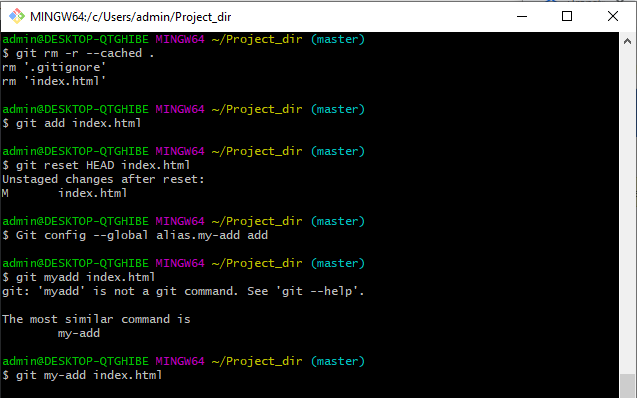 MINGW64:/c/Users/admin/Project_dir
admin@DESKTOP-QTGHIBE MINGW64 ~/Project_dir (master)
$ git rm -r --cached .
rm '.gitignore'
rm 'index.html'
admin@DESKTOP-QTGHIBE MINGW64 ~/Project_dir (master)
$ git add index.html
admin@DESKTOP-QTGHIBE MINGW64 ~/Project_dir (master)
$ git reset HEAD index.html
Unstaged changes after reset:
M       index.html
admin@DESKTOP-QTGHIBE MINGW64 ~/Project_dir (master)
$ Git config --global alias.my-add add
admin@DESKTOP-QTGHIBE MINGW64 ~/Project_dir (master)
$ git myadd index.html
git: 'myadd' is not a git command. See 'git --help'.
The most similar command is
        my-add
admin@DESKTOP-QTGHIBE MINGW64 ~/Project_dir (master)
$ git my-add index.html